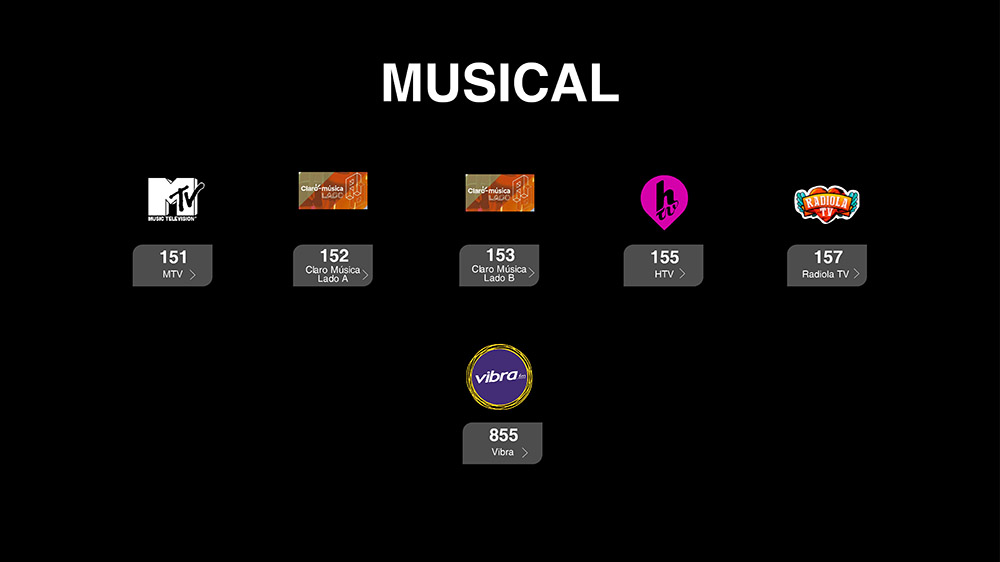 MUSICAL
MTV
MUSIC TELEVISION
Claro música
LADO
Claro música
LADO
h
tv
RADIOLA
TV
151
MTV
152
Claro Música
Lado A
153
Claro Música
Lado B
155
HTV
157
Radiola TV
vibra.fm
855
Vibra